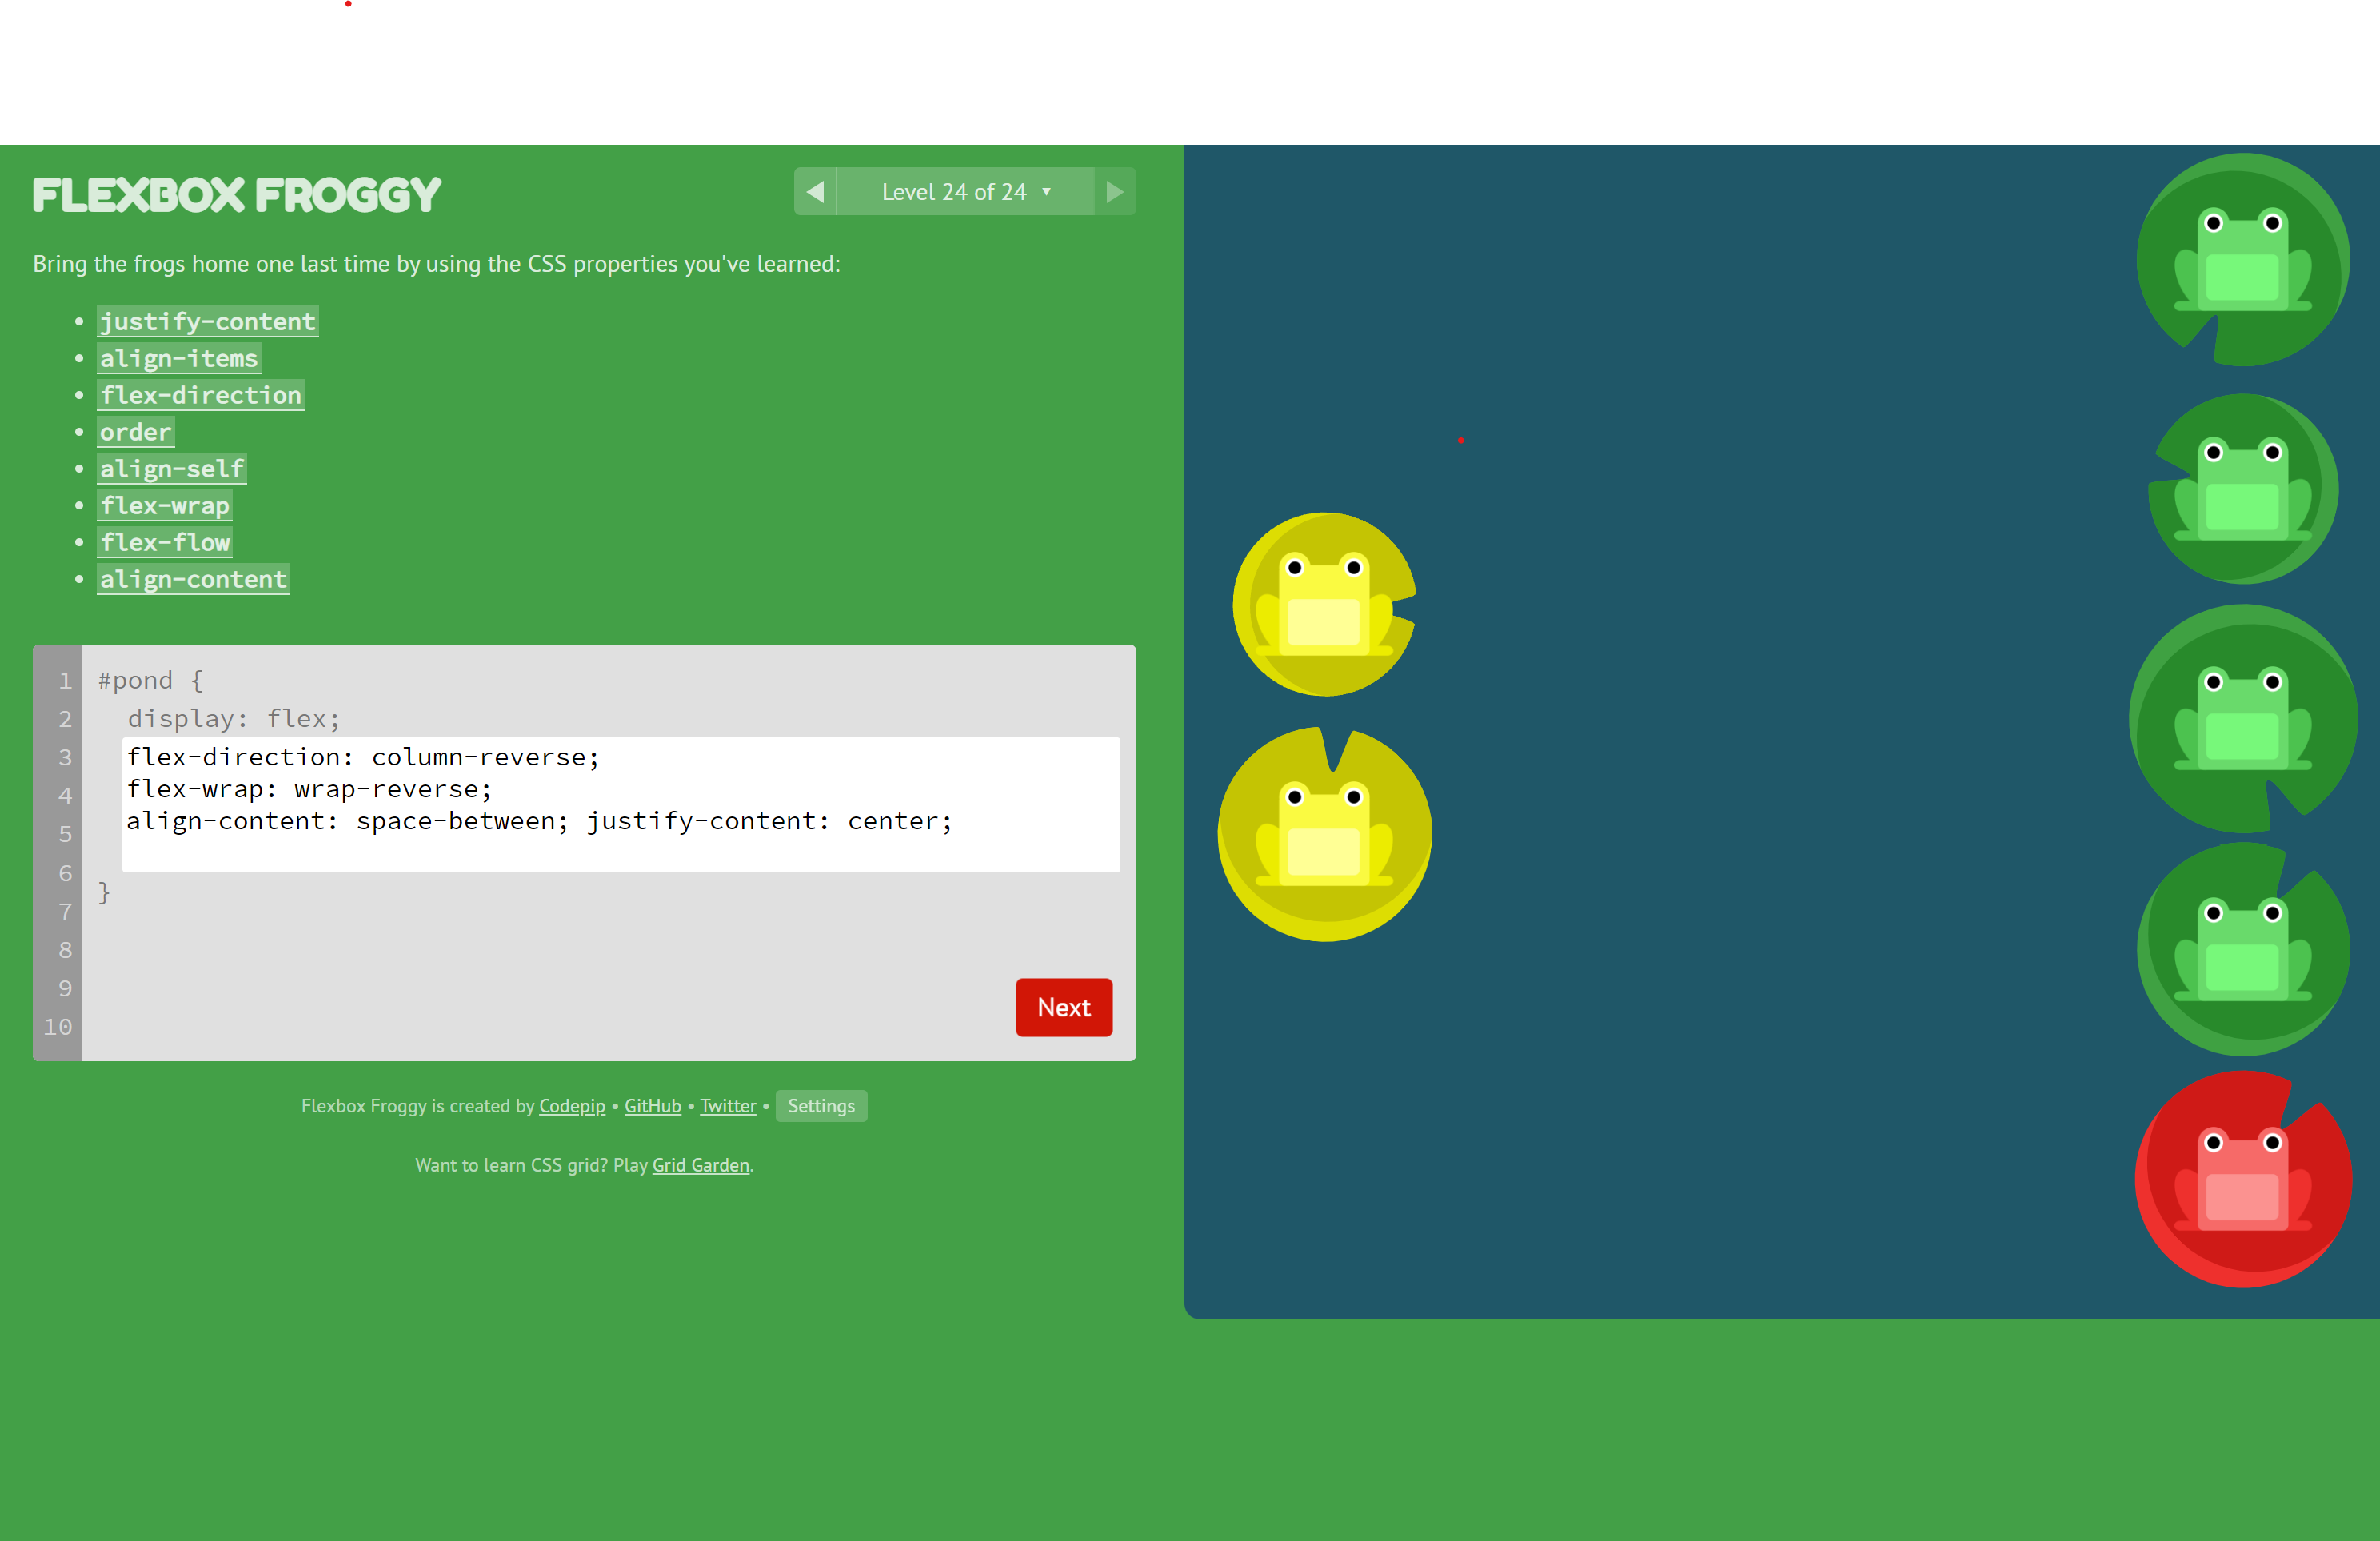 FLEXBOX FROGGY
Level 24 of 24
Bring the frogs home one last time by using the CSS properties you've learned:
justify-content
align-items
flex-direction
order
align-self
flex-wrap
flex-flow
align-content
1 #pond {
2 display: flex;
3 flex-direction: column-reverse;
4 flex-wrap: wrap-reverse;
5 align-content: space-between; justify-content: center;
6
}
7
8
9
10
Next
Flexbox Froggy is created by Codepip • GitHub • Twitter • Settings
Want to learn CSS grid? Play Grid Garden.